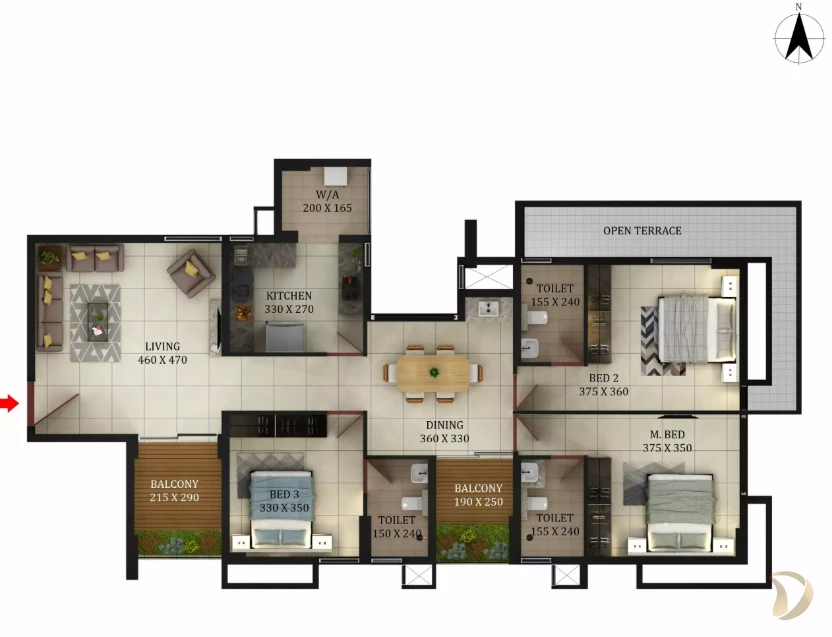 N
W/A
200 X 165
OPEN TERRACE
KITCHEN
330 X 270
TOILET
155 X 240
LIVING
460 X 470
BED 2
375 X 360
DINING
360 X 330
M. BED
375 X 350
BALCONY
215 X 290
BED 3
330 X 350
BALCONY
190 X 250
TOILET
150 X 240
TOILET
155 X 240